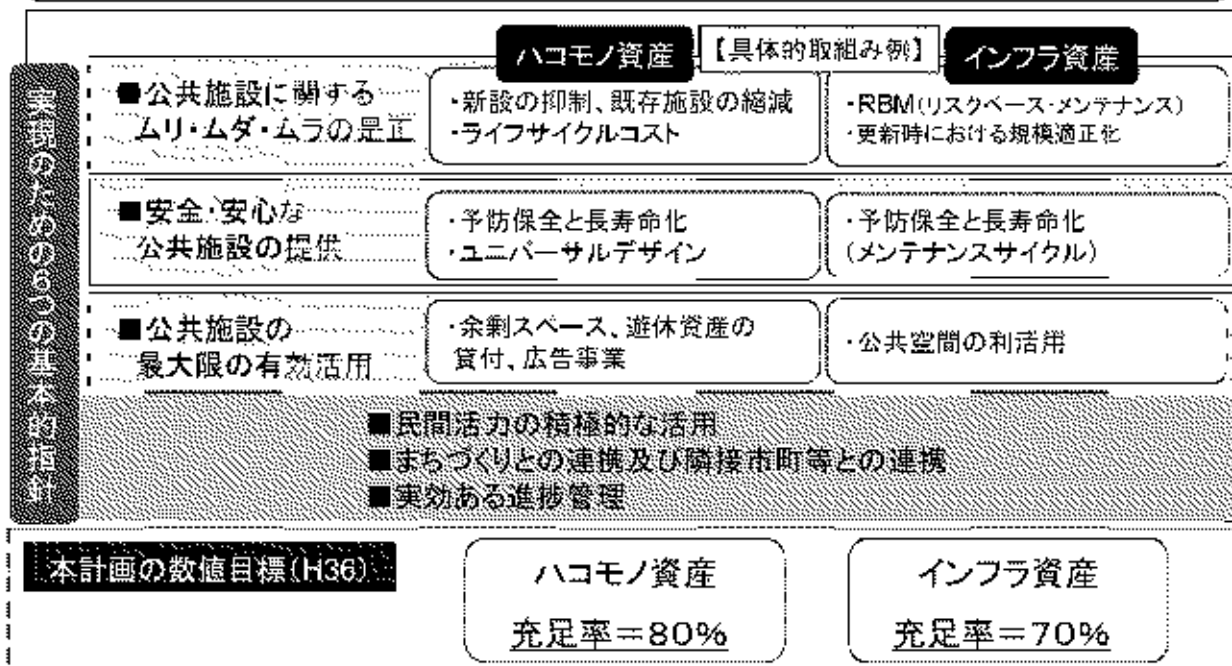 ハコモノ資産
【具体的取組み例】
インフラ資産
実現のための6つの基本的指針
■公共施設に関する
ムリ・ムダ・ムラの是正
・新設の抑制、既存施設の縮減
・ライフサイクルコスト
・RBM(リスクベース・メンテナンス)
・更新時における規模適正化
■安全・安心な
公共施設の提供
・予防保全と長寿命化
・ユニバーサルデザイン
・予防保全と長寿命化
(メンテナンスサイクル)
■公共施設の
最大限の有効活用
・余剰スペース、遊休資産の
貸付、広告事業
・公共空間の利活用
■民間活力の積極的な活用
■まちづくりとの連携及び隣接市町等との連携
■実効ある進捗管理
本計画の数値目標(H36)
ハコモノ資産
充足率=80%
インフラ資産
充足率=70%